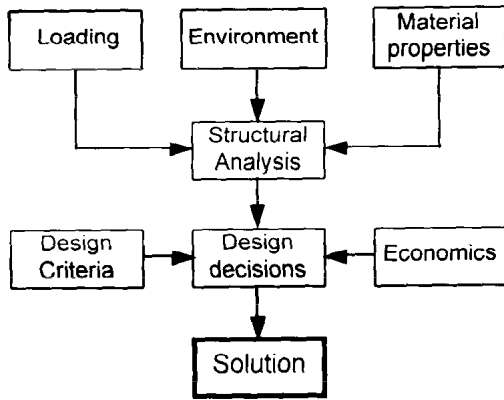 Loading
Environment
Material
properties
Structural
Analysis
Design
Criteria
Design
decisions
Economics
Solution